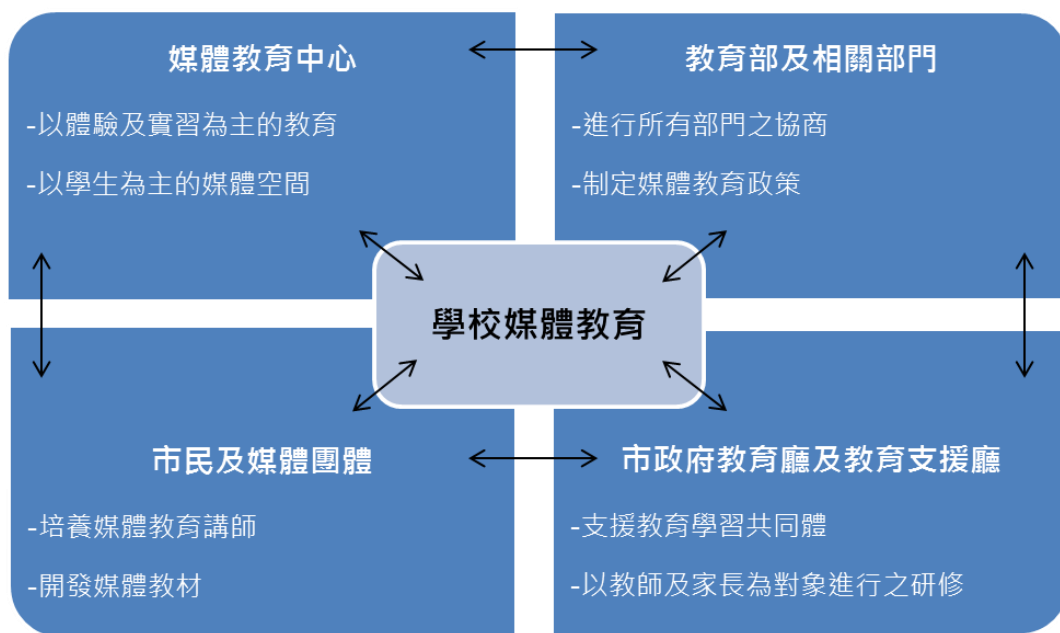 媒體教育中心
-以體驗及實習為主的教育
-以學生為主的媒體空間
教育部及相關部門
-進行所有部門之協商
-制定媒體教育政策
學校媒體教育
市民及媒體團體
-培養媒體教育講師
-開發媒體教材
市政府教育廳及教育支援廳
-支援教育學習共同體
-以教師及家長為對象進行之研修